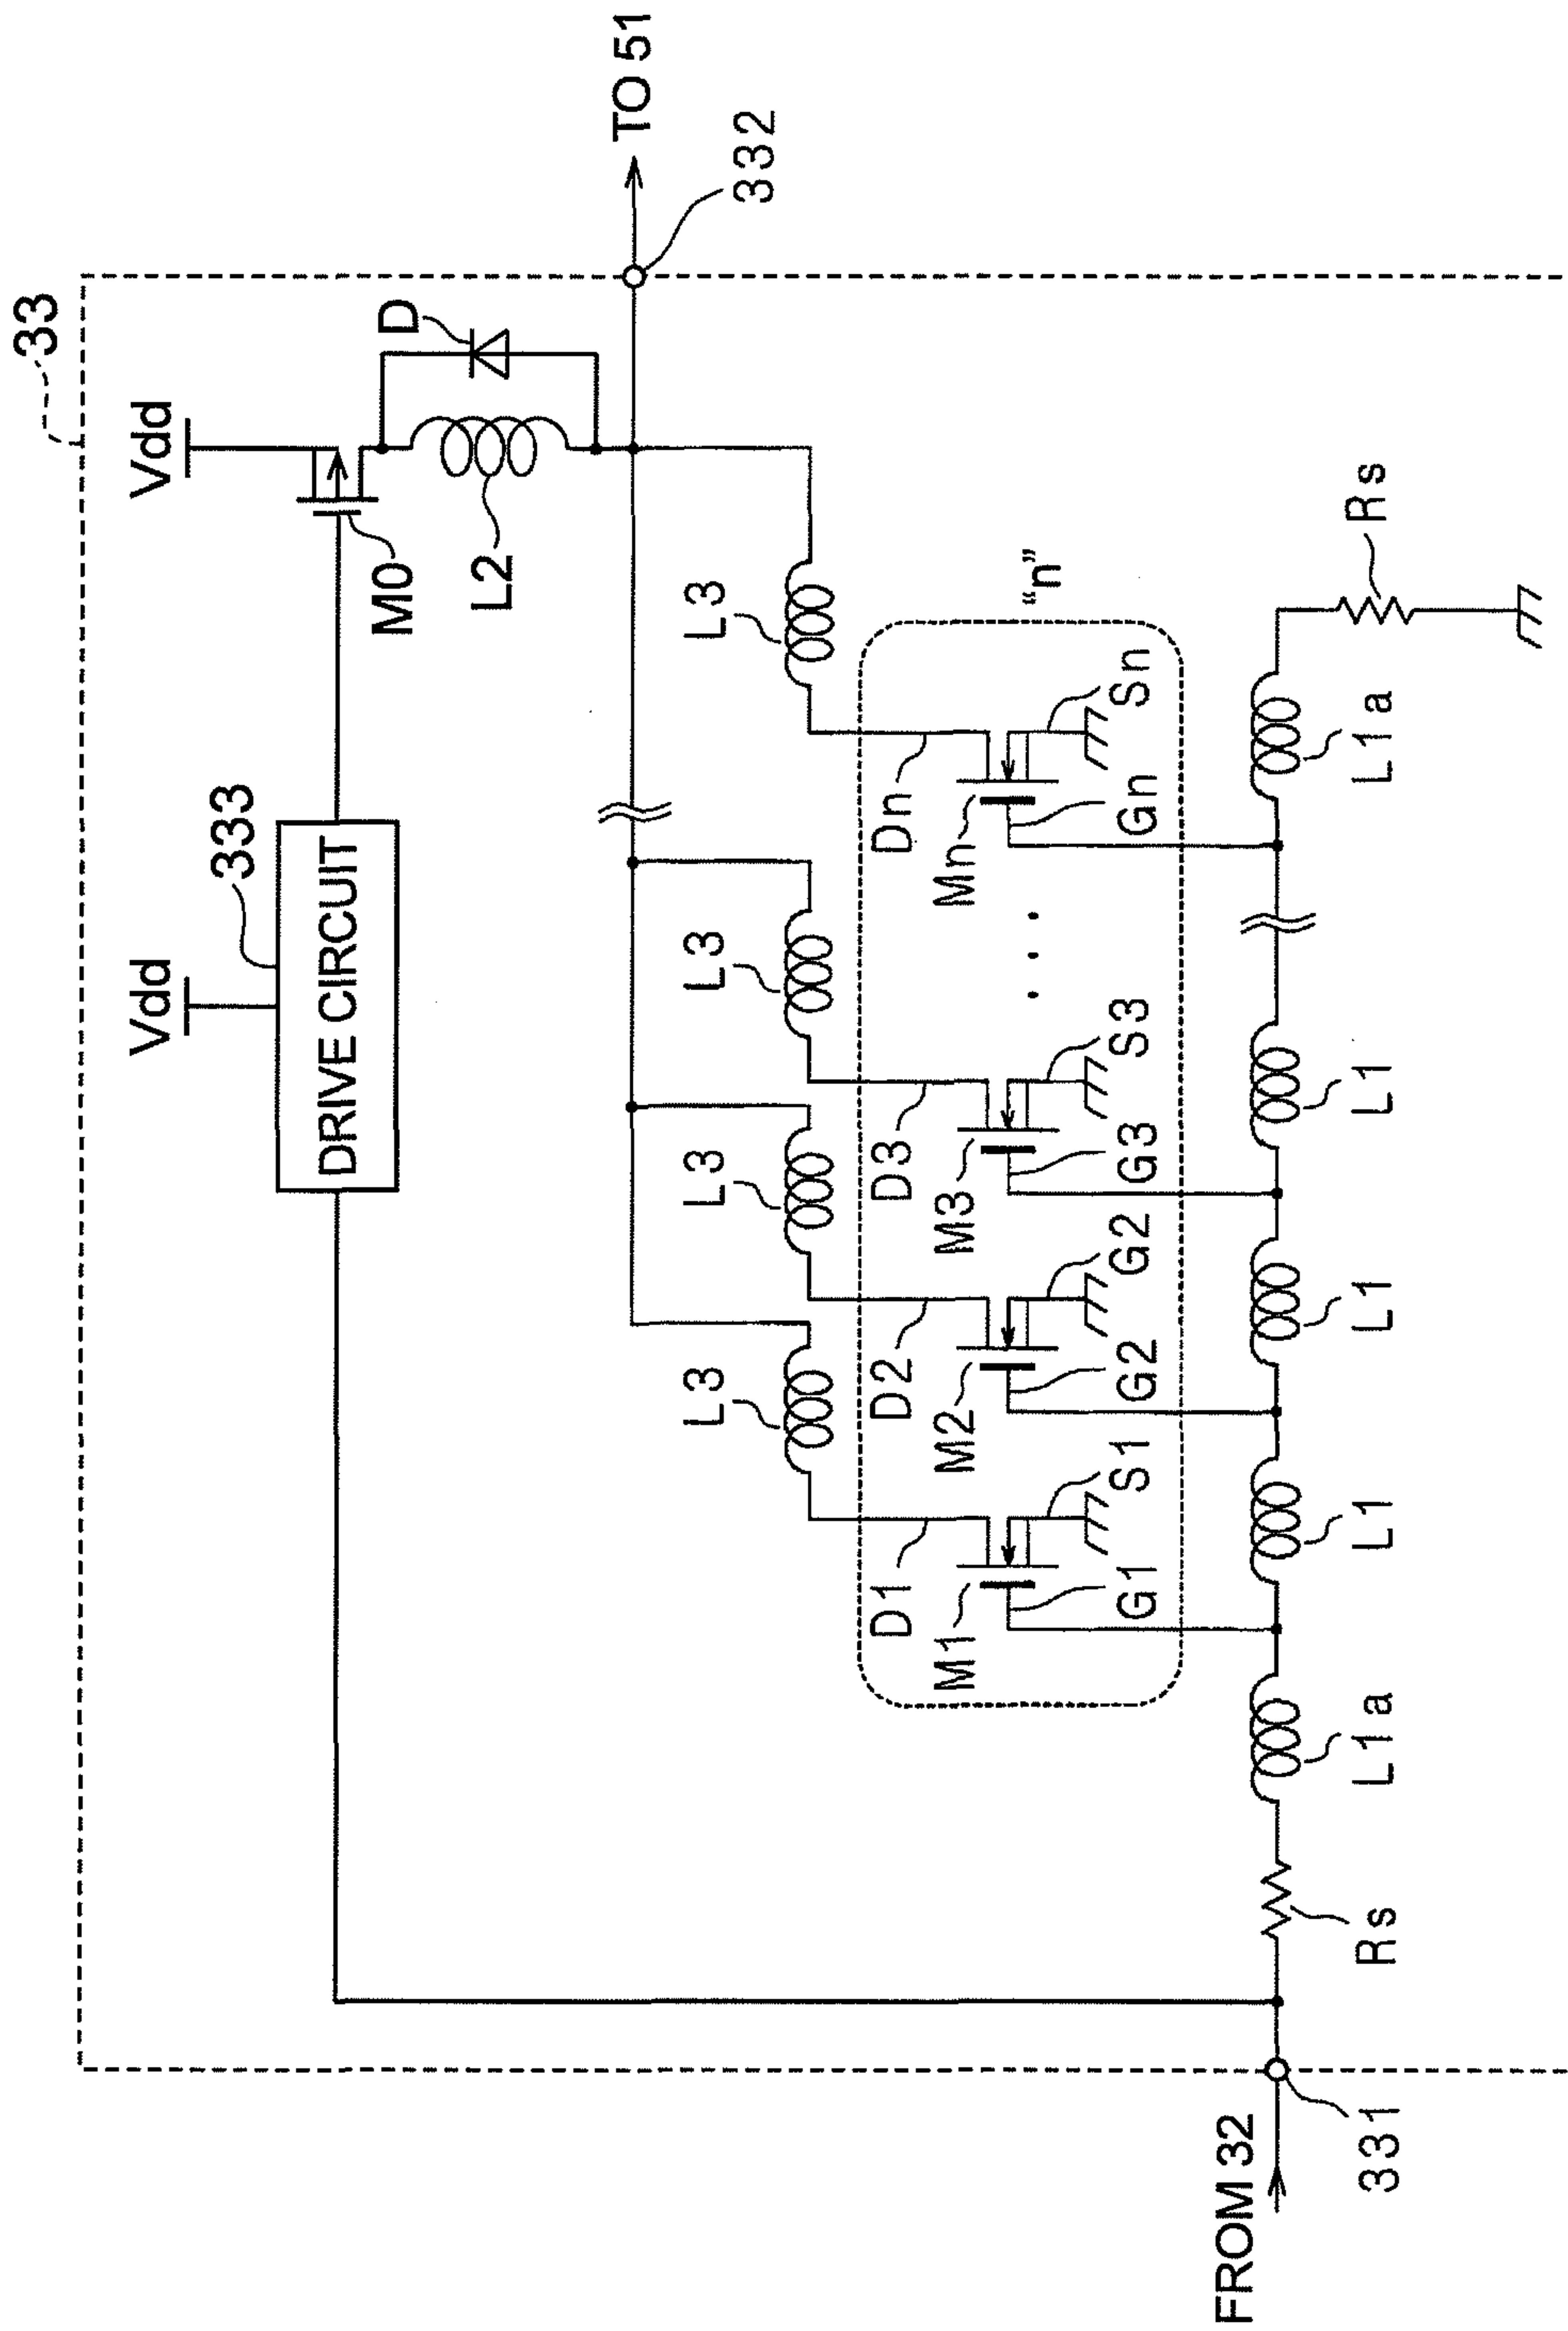 33
Vdd
Vdd
333
DRIVE CIRCUIT
M0
D
L2
TO 51
332
L3
L3
L3
L3
"n"
D1
D2
D3
Dn
M1
M2
M3
Mn
...
G1
S1
G2
G2
G3
S3
Gn
Sn
Rs
FROM 32
331
Rs
L1a
L1
L1
L1
L1a